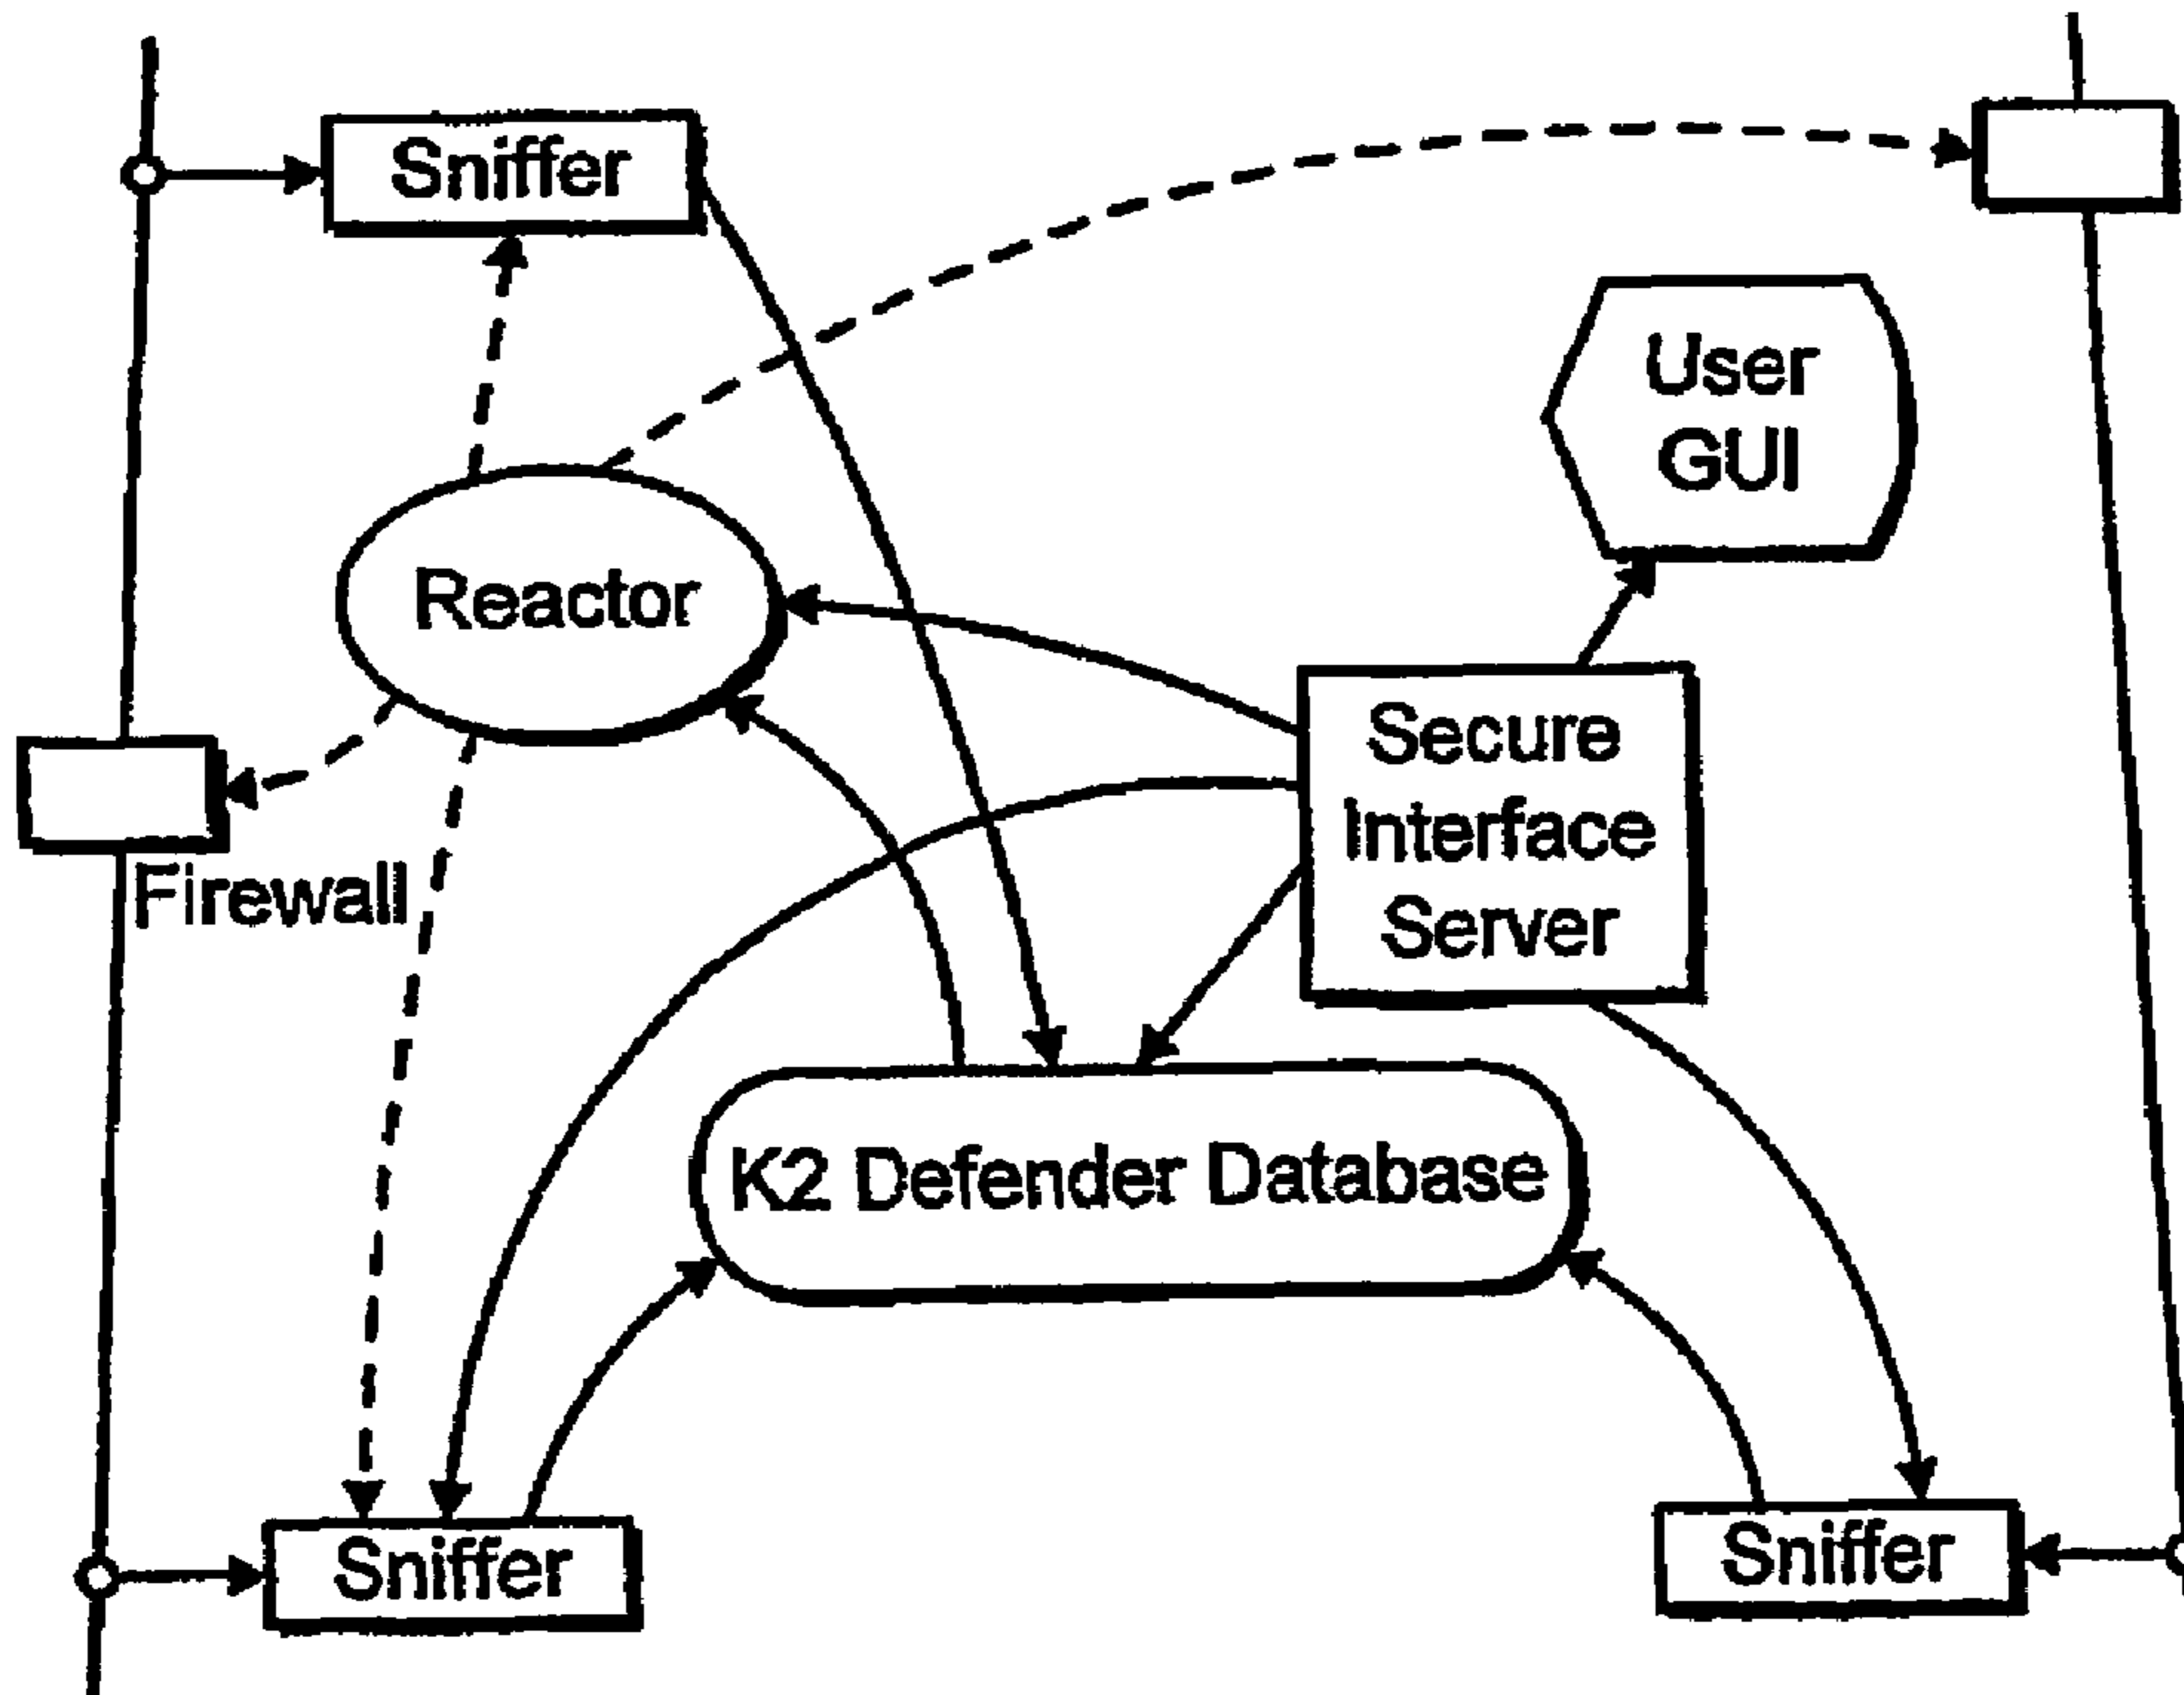 Sniffer
User
GUI
Reactor
Secure
Interface
Server
Firewall
K2 Defender Database
Sniffer
Sniffer